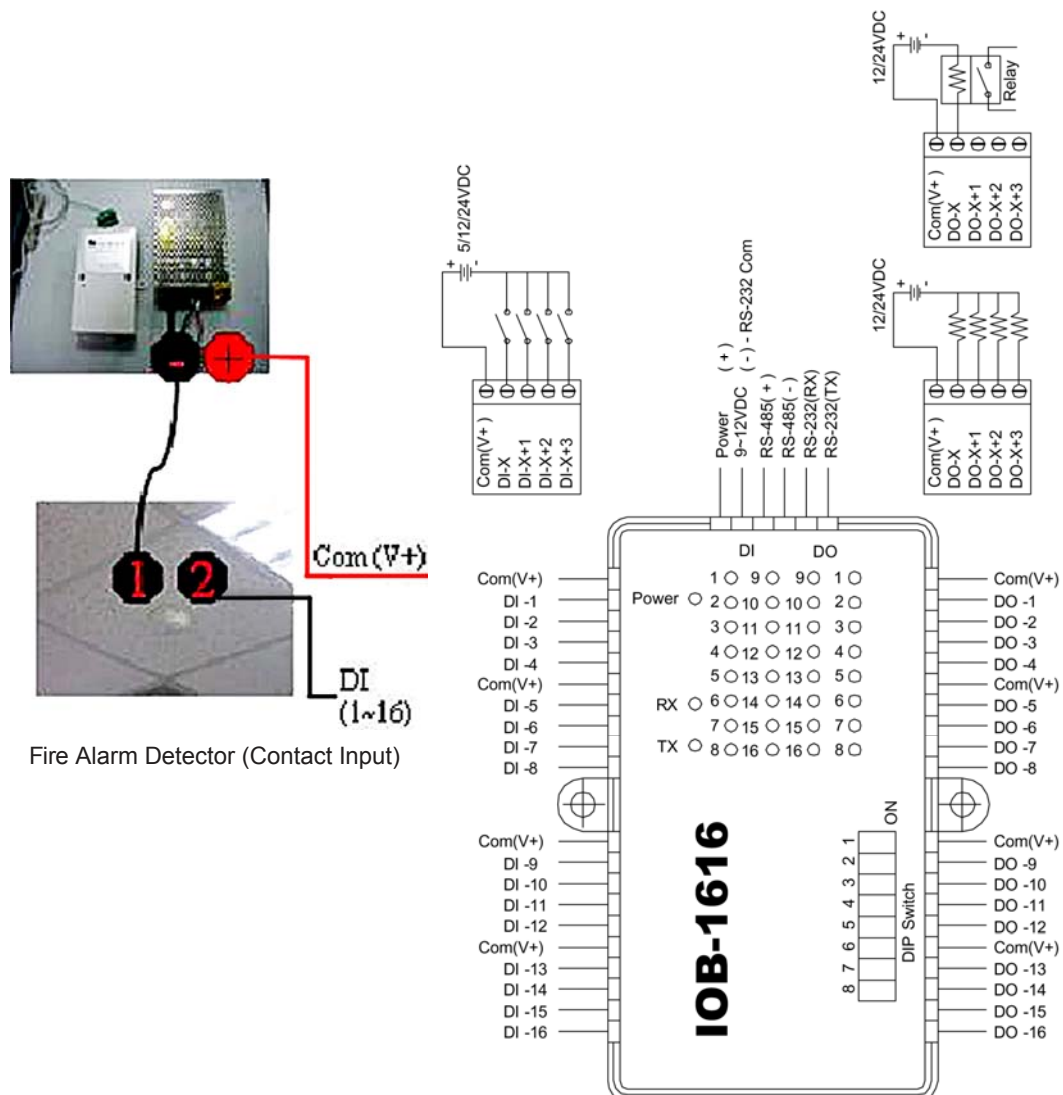 12/24VDC
+ -
Relay
Com(V+)
DO-X
DO-X+1
DO-X+2
DO-X+3
5/12/24VDC
+ -
Com(V+)
DI-X
DI-X+1
DI-X+2
DI-X+3
12/24VDC
+ -
Com(V+)
DO-X
DO-X+1
DO-X+2
DO-X+3
+
Com(V+)
1 2
DI
(1~16)
Fire Alarm Detector (Contact Input)
Power (+)
9~12VDC (-) - RS-232 Com
RS-485(+)
RS-485(-)
RS-232(RX)
RS-232(TX)
Com(V+)
DI -1
DI -2
DI -3
DI -4
Com(V+)
DI -5
DI -6
DI -7
DI -8
Com(V+)
DI -9
DI -10
DI -11
DI -12
Com(V+)
DI -13
DI -14
DI -15
DI -16
DI DO
1 9 9 1
Power 2 10 10 2
3 11 11 3
4 12 12 4
5 13 13 5
RX 6 14 14 6
7 15 15 7
TX 8 16 16 8
IOB-1616
ON
1
2
3
4
5
6
7
8
DIP Switch
Com(V+)
DO -1
DO -2
DO -3
DO -4
Com(V+)
DO -5
DO -6
DO -7
DO -8
Com(V+)
DO -9
DO -10
DO -11
DO -12
Com(V+)
DO -13
DO -14
DO -15
DO -16